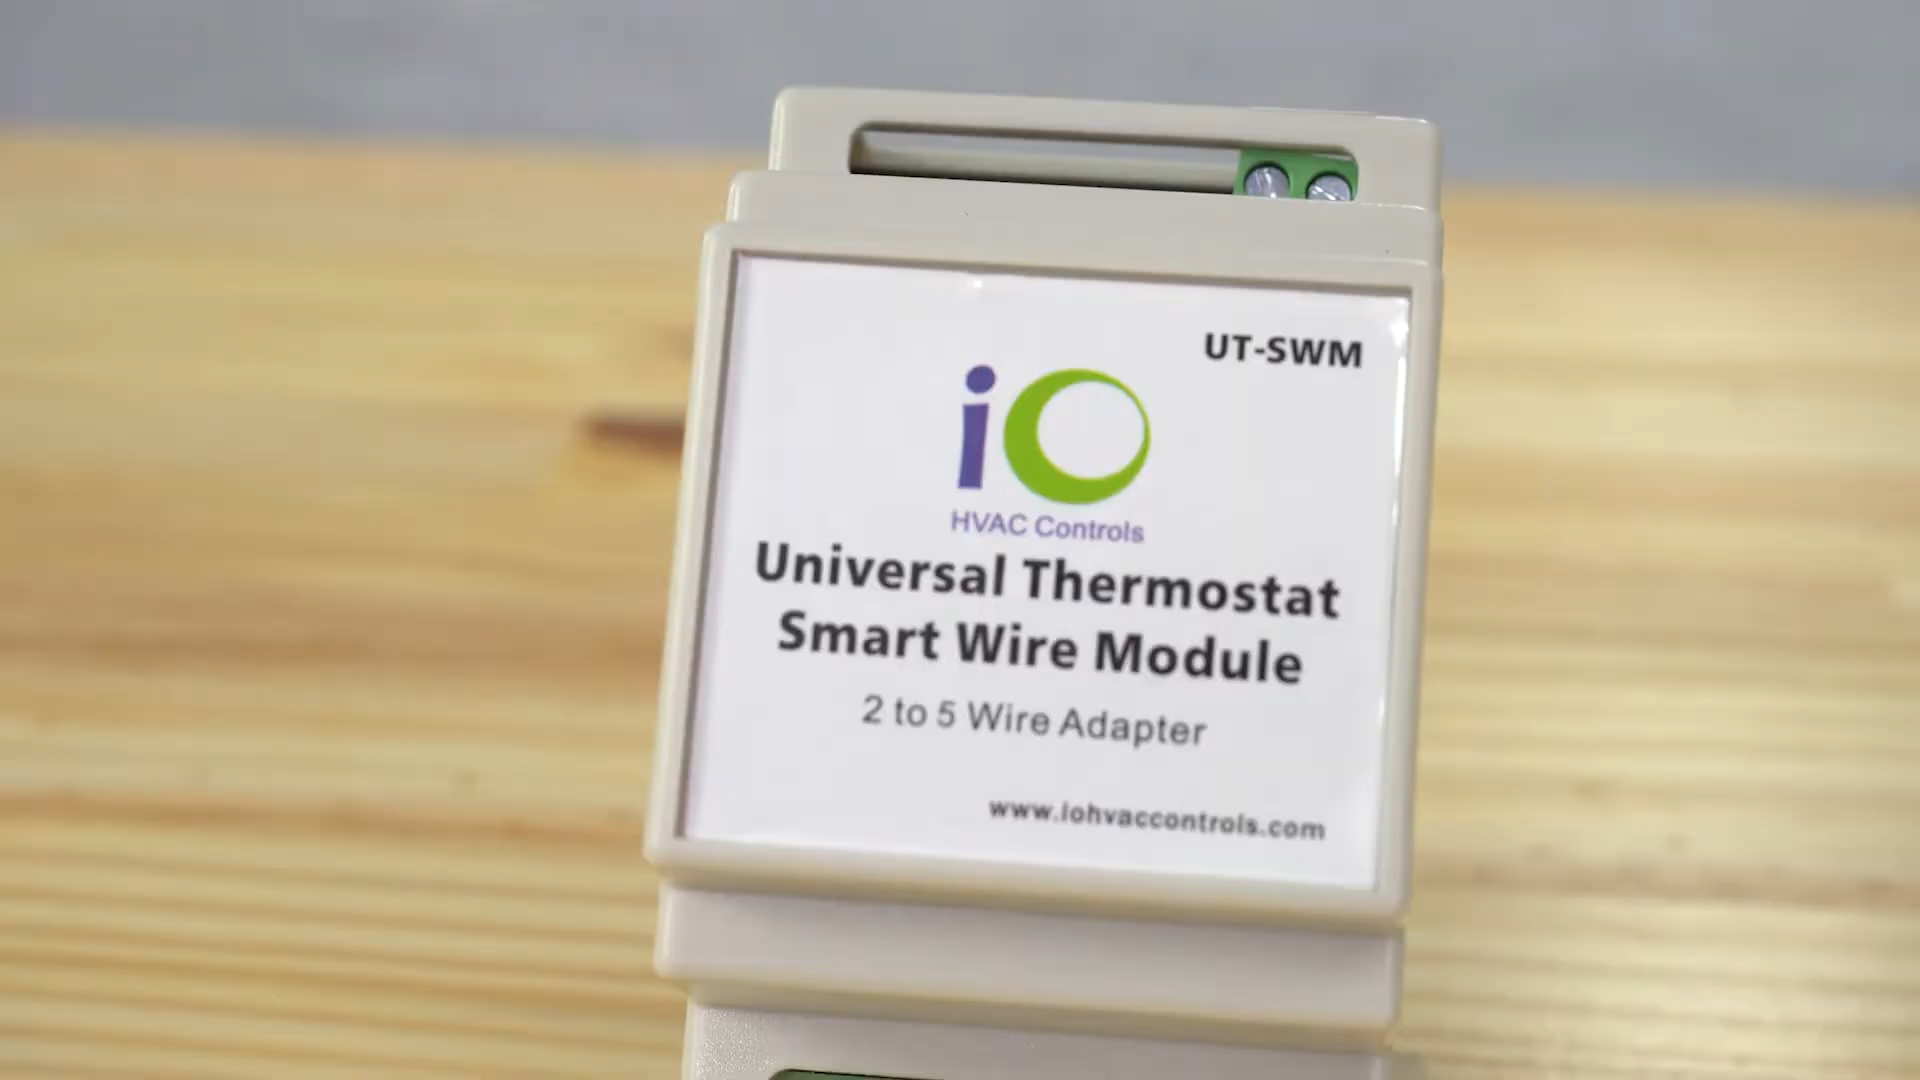 UT-SWM
iO
HVAC Controls
Universal Thermostat
Smart Wire Module
2 to 5 Wire Adapter
www.iohvaccontrols.com